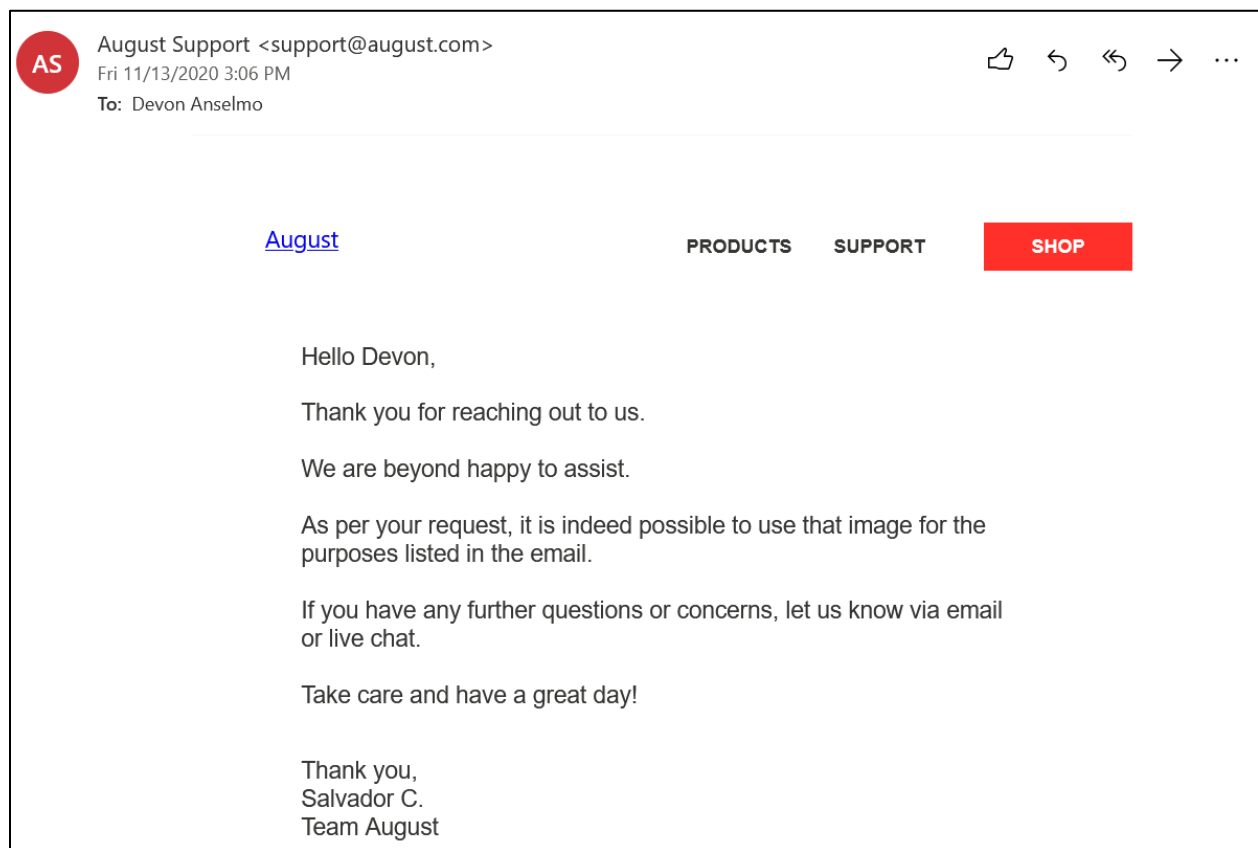 AS
August Support <support@august.com>
Fri 11/13/2020 3:06 PM
To: Devon Anselmo
August
PRODUCTS SUPPORT SHOP
Hello Devon,
Thank you for reaching out to us.
We are beyond happy to assist.
As per your request, it is indeed possible to use that image for the
purposes listed in the email.
If you have any further questions or concerns, let us know via email
or live chat.
Take care and have a great day!
Thank you,
Salvador C.
Team August